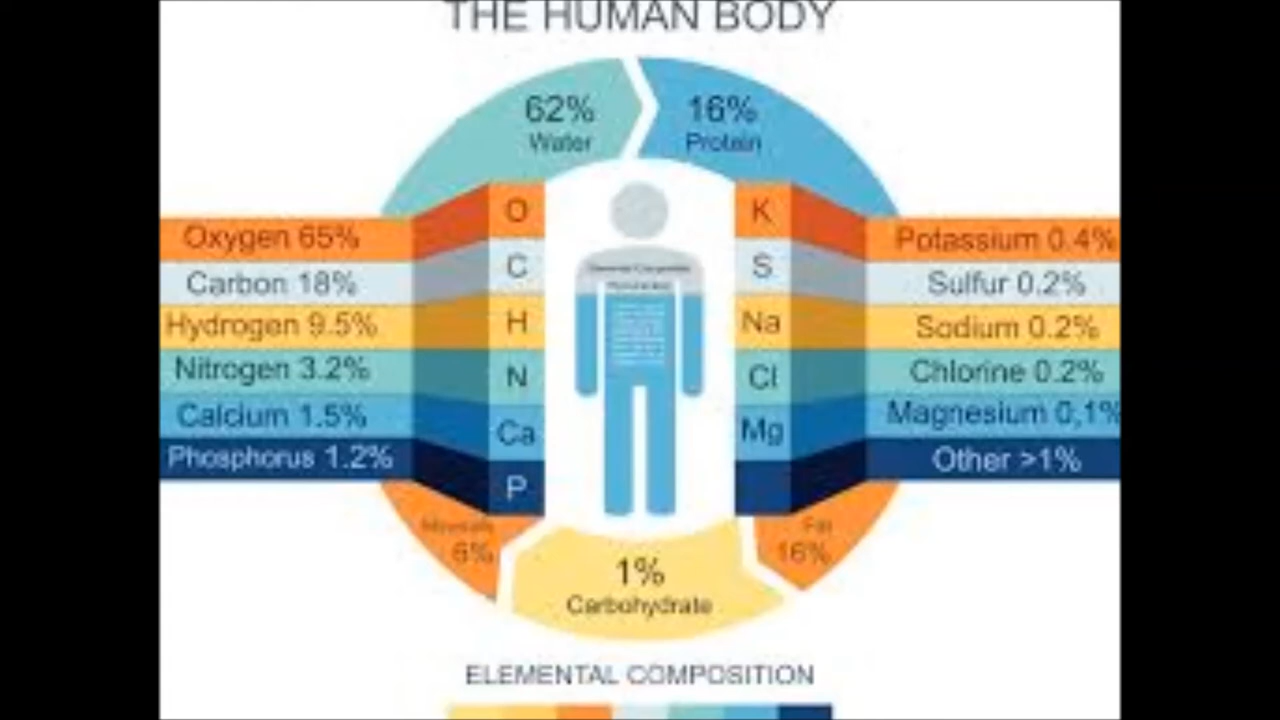 THE HUMAN BODY
62%
Water
16%
Protein
O
K
Oxygen 65%
Potassium 0.4%
C
S
Carbon 18%
Sulfur 0.2%
H
Na
Hydrogen 9.5%
Sodium 0.2%
N
Cl
Nitrogen 3.2%
Chlorine 0.2%
Ca
Mg
Calcium 1.5%
Magnesium 0,1%
Phosphorus 1.2%
Other >1%
P
Minerals
6%
Fat
16%
1%
Carbohydrate
ELEMENTAL COMPOSITION